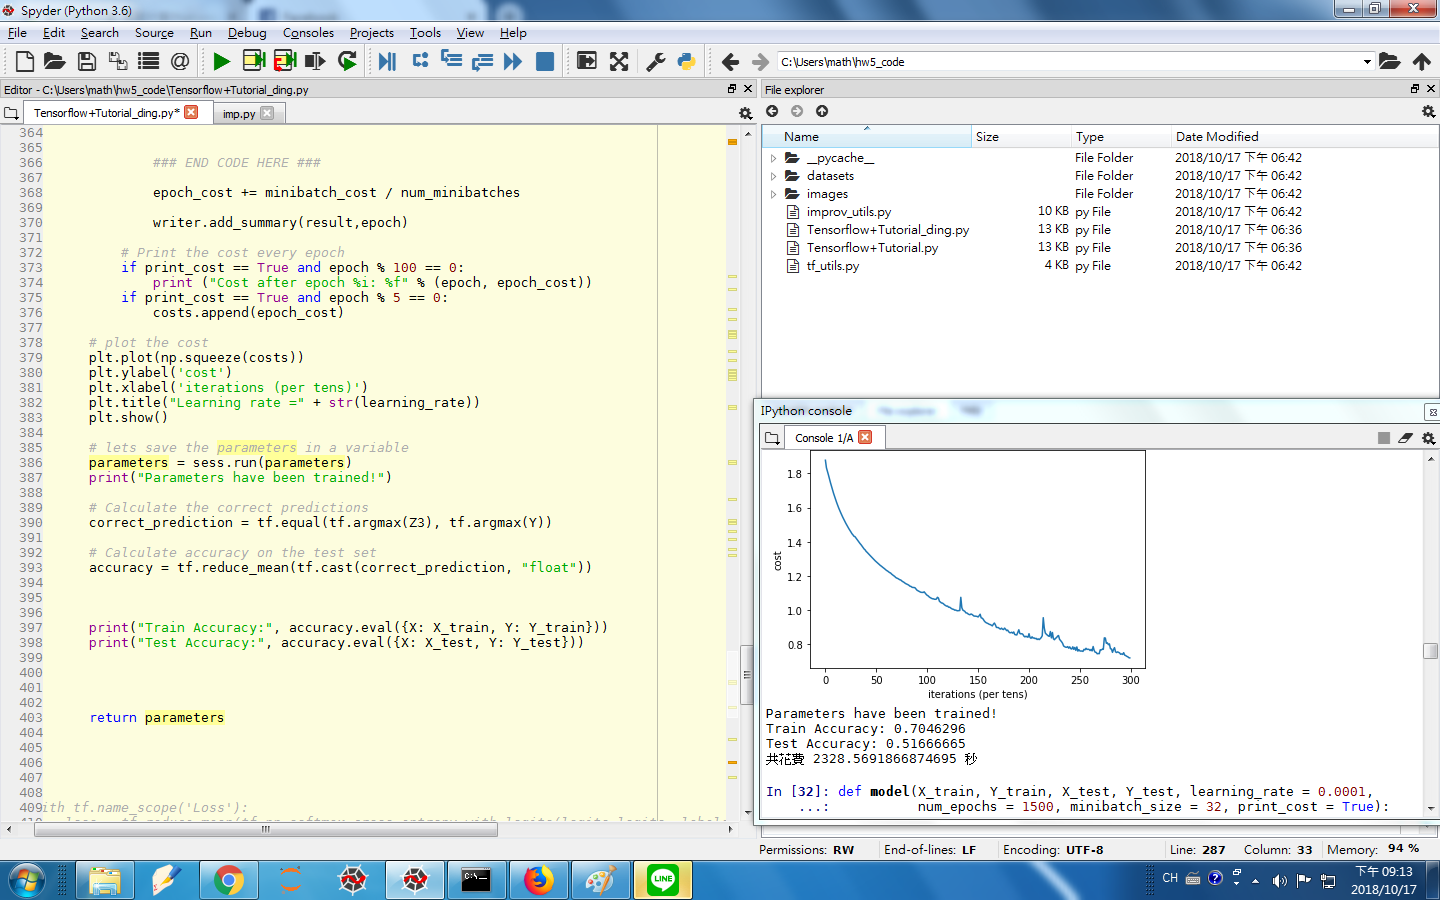 Spyder (Python 3.6)
File Edit Search Source Run Debug Consoles Projects Tools View Help
C:\Users\math\hw5_code
Editor - C:\Users\math\hw5_code\Tensorflow+Tutorial_ding.py
Tensorflow+Tutorial_ding.py* imp.py
364
365
366 ### END CODE HERE ###
367
368 epoch_cost += minibatch_cost / num_minibatches
369
370 writer.add_summary(result,epoch)
371
372 # Print the cost every epoch
373 if print_cost == True and epoch % 100 == 0:
374 print ("Cost after epoch %i: %f" % (epoch, epoch_cost))
375 if print_cost == True and epoch % 5 == 0:
376 costs.append(epoch_cost)
377
378 # plot the cost
379 plt.plot(np.squeeze(costs))
380 plt.ylabel('cost')
381 plt.xlabel('iterations (per tens)')
382 plt.title("Learning rate =" + str(learning_rate))
383 plt.show()
384
385 # lets save the parameters in a variable
386 parameters = sess.run(parameters)
387 print("Parameters have been trained!")
388
389 # Calculate the correct predictions
390 correct_prediction = tf.equal(tf.argmax(Z3), tf.argmax(Y))
391
392 # Calculate accuracy on the test set
393 accuracy = tf.reduce_mean(tf.cast(correct_prediction, "float"))
394
395
396
397 print("Train Accuracy:", accuracy.eval({X: X_train, Y: Y_train}))
398 print("Test Accuracy:", accuracy.eval({X: X_test, Y: Y_test}))
399
400
401
402
403 return parameters
404
405
406
407
408
409 ith tf.name_scope('Loss'):
File explorer
Name Size Type Date Modified
__pycache__ File Folder 2018/10/17 下午 06:42
datasets File Folder 2018/10/17 下午 06:42
images File Folder 2018/10/17 下午 06:42
improv_utils.py 10 KB py File 2018/10/17 下午 06:42
Tensorflow+Tutorial_ding.py 13 KB py File 2018/10/17 下午 06:36
Tensorflow+Tutorial.py 13 KB py File 2018/10/17 下午 06:36
tf_utils.py 4 KB py File 2018/10/17 下午 06:42
IPython console
Console 1/A
1.8
1.6
1.4
1.2
1.0
0.8
cost
0 50 100 150 200 250 300
iterations (per tens)
Parameters have been trained!
Train Accuracy: 0.7046296
Test Accuracy: 0.51666665
共花費 2328.5691866874695 秒
In [32]: def model(X_train, Y_train, X_test, Y_test, learning_rate = 0.0001,
...: num_epochs = 1500, minibatch_size = 32, print_cost = True):
Permissions: RW End-of-lines: LF Encoding: UTF-8 Line: 287 Column: 33 Memory: 94 %
C:\_
LINE
CH
下午 09:13
2018/10/17